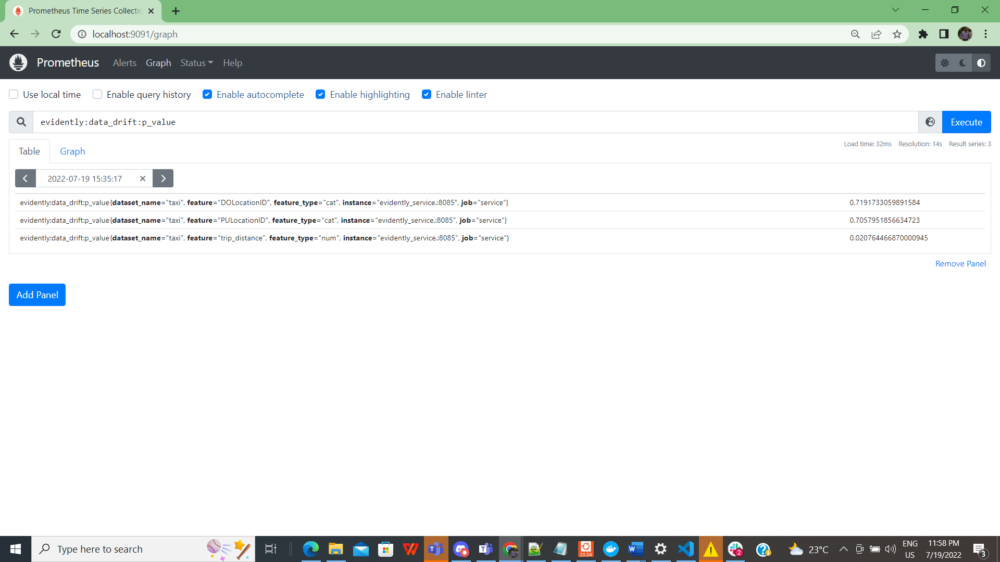 Prometheus Time Series Collectio
localhost:9091/graph
Prometheus Alerts Graph Status Help
Use local time Enable query history Enable autocomplete Enable highlighting Enable linter
evidently:data_drift:p_value Execute
Table Graph Load time: 32ms Resolution: 14s Result series: 3
2022-07-19 15:35:17
evidently:data_drift:p_value{dataset_name="taxi", feature="DOLocationID", feature_type="cat", instance="evidently_service.:8085", job="service"} 0.7191733059891584
evidently:data_drift:p_value{dataset_name="taxi", feature="PULocationID", feature_type="cat", instance="evidently_service.:8085", job="service"} 0.7057951856634723
evidently:data_drift:p_value{dataset_name="taxi", feature="trip_distance", feature_type="num", instance="evidently_service.:8085", job="service"} 0.020764466870000945
Remove Panel
Add Panel
Type here to search 20.04 2 23°C ENG US 11:58 PM 7/19/2022 3